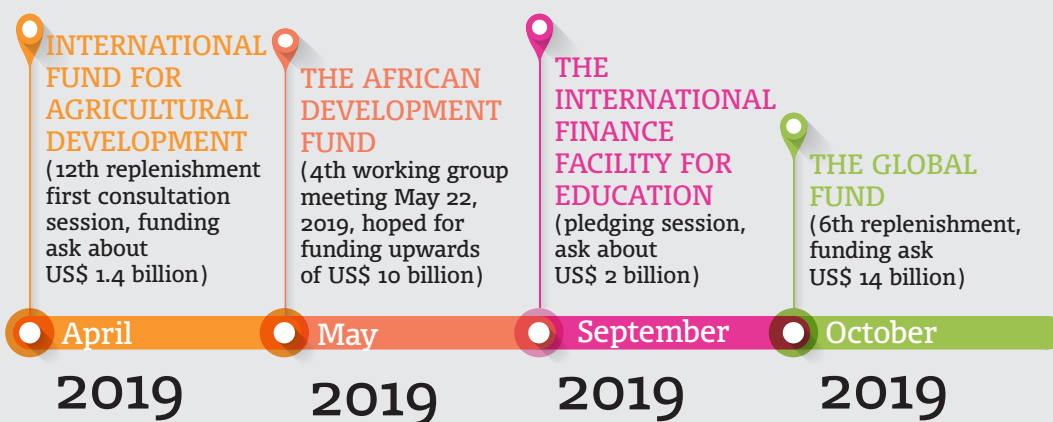 INTERNATIONAL
FUND FOR
AGRICULTURAL
DEVELOPMENT
(12th replenishment
first consultation
session, funding
ask about
US$ 1.4 billion)
THE AFRICAN
DEVELOPMENT
FUND
(4th working group
meeting May 22,
2019, hoped for
funding upwards
of US$ 10 billion)
THE
INTERNATIONAL
FINANCE
FACILITY FOR
EDUCATION
(pledging session,
ask about
US$ 2 billion)
THE GLOBAL
FUND
(6th replenishment,
funding ask
US$ 14 billion)
April
May
September
October
2019
2019
2019
2019